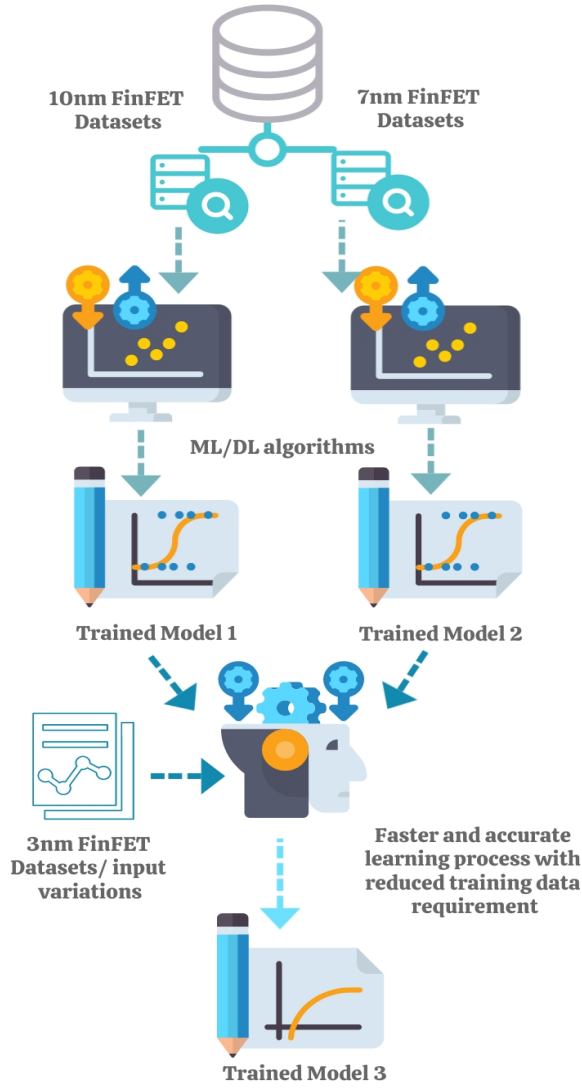 10nm FinFET
Datasets
7nm FinFET
Datasets
ML/DL algorithms
Trained Model 1
Trained Model 2
3nm FinFET
Datasets/ input
variations
Faster and accurate
learning process with
reduced training data
requirement
Trained Model 3